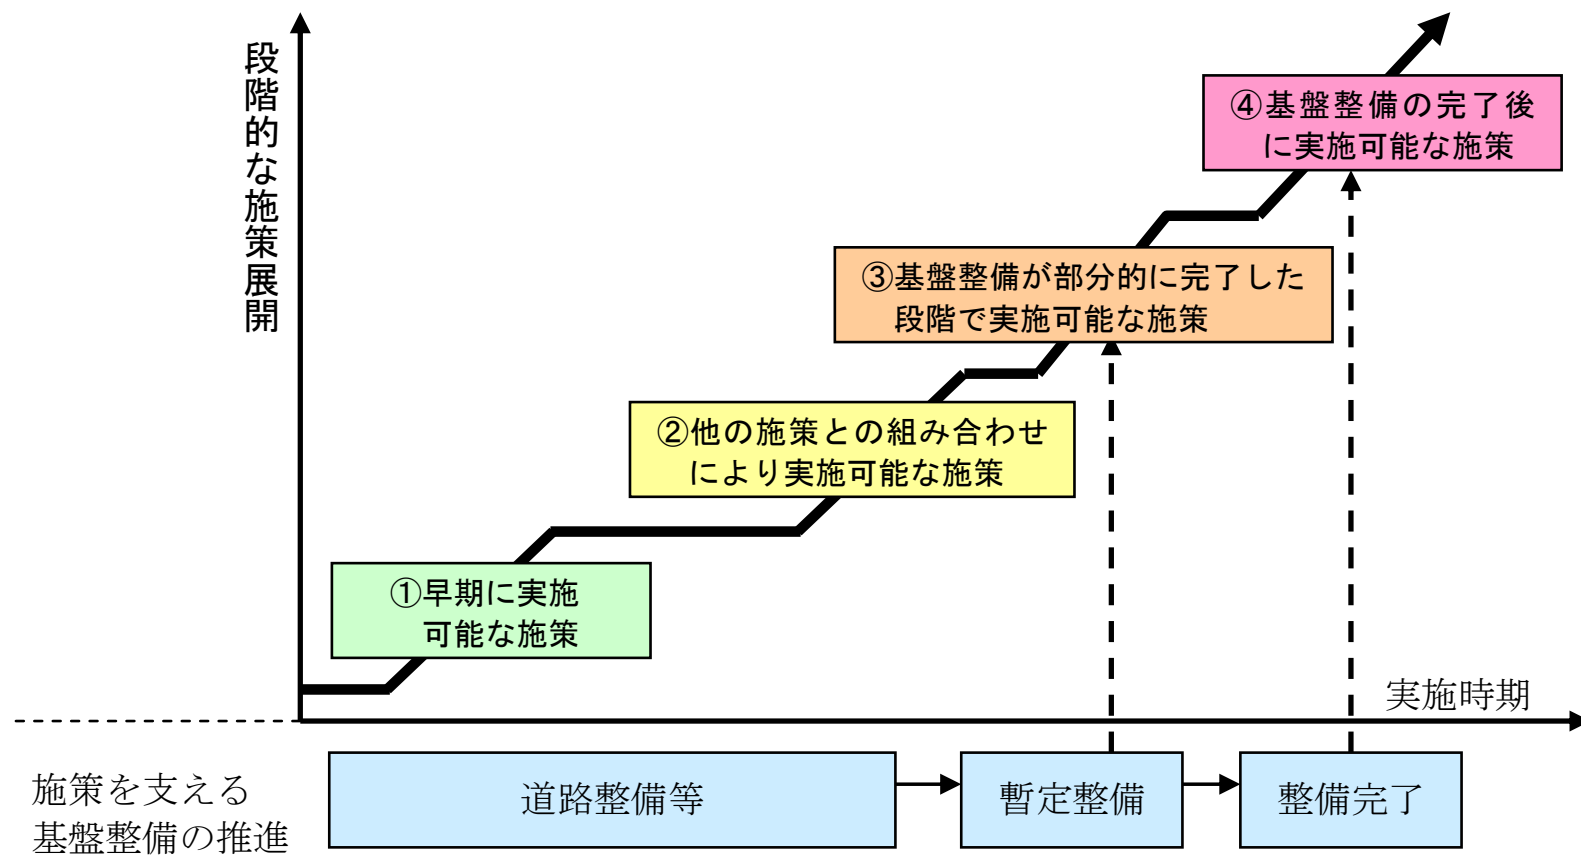 段階的な施策展開
④基盤整備の完了後
に実施可能な施策
③基盤整備が部分的に完了した
段階で実施可能な施策
②他の施策との組み合わせ
により実施可能な施策
①早期に実施
可能な施策
実施時期
施策を支える
基盤整備の推進
道路整備等
暫定整備
整備完了